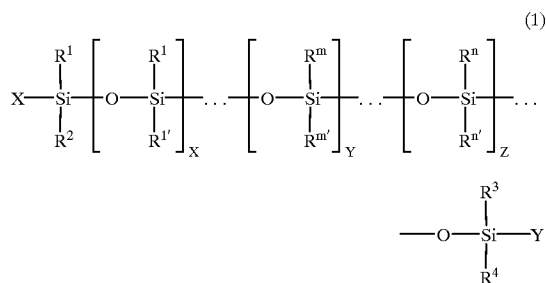 (1)
R¹ R¹ Rᵐ Rⁿ
X—Si—[O—Si]X ... [O—Si]Y ... [O—Si]Z ...
R² R¹' Rᵐ' Rⁿ'
R³
—O—Si—Y
R⁴